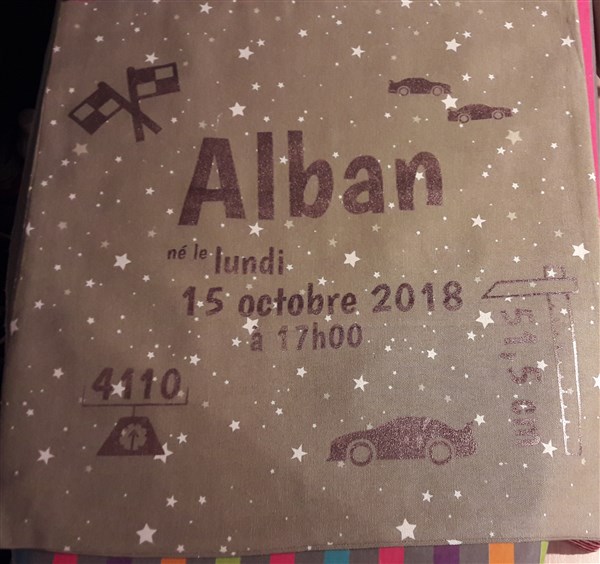 Alban
né le lundi
15 octobre 2018
à 17h00
51,5 cm
4110